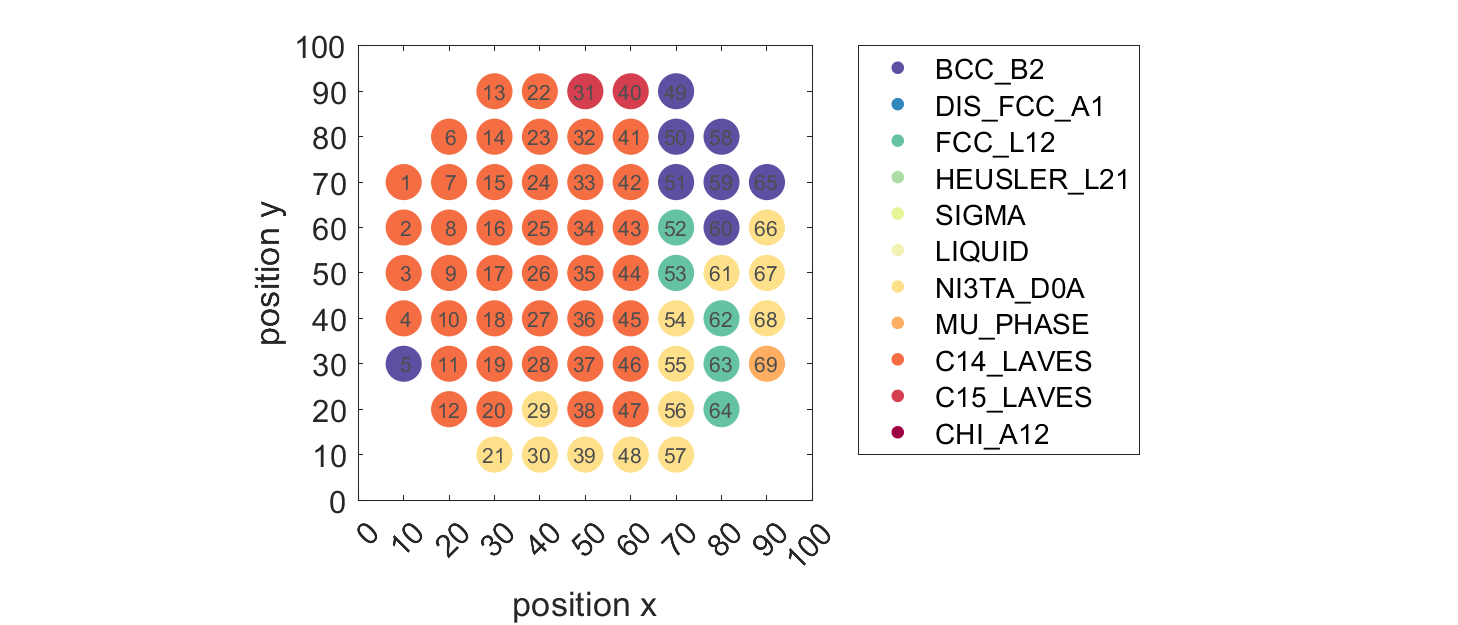 100
90 13 22 31 40 49
80 6 14 23 32 41 50 58
70 1 7 15 24 33 42 51 59 65
60 2 8 16 25 34 43 52 60 66
50 3 9 17 26 35 44 53 61 67
40 4 10 18 27 36 45 54 62 68
30 5 11 19 28 37 46 55 63 69
20 12 20 29 38 47 56 64
10 21 30 39 48 57
0
position y
0 10 20 30 40 50 60 70 80 90 100
position x
BCC_B2
DIS_FCC_A1
FCC_L12
HEUSLER_L21
SIGMA
LIQUID
NI3TA_D0A
MU_PHASE
C14_LAVES
C15_LAVES
CHI_A12